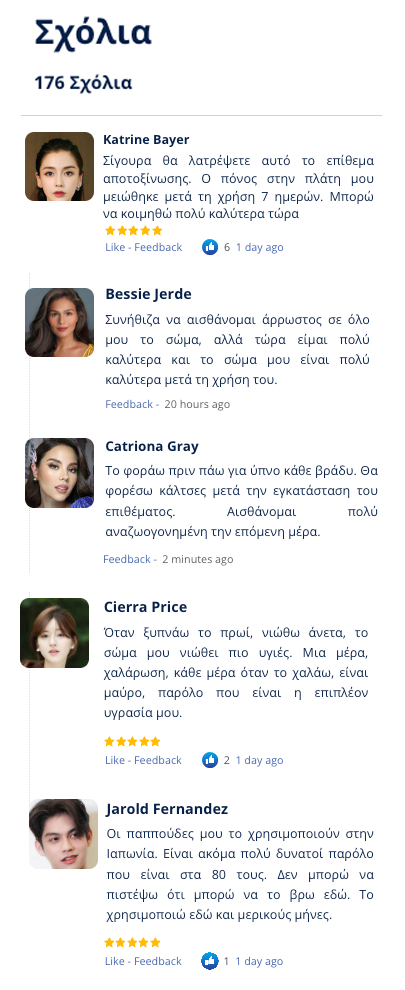 Σχόλια
176 Σχόλια
Katrine Bayer
Σίγουρα θα λατρέψετε αυτό το επίθεμα
αποτοξίνωσης. Ο πόνος στην πλάτη μου
μειώθηκε μετά τη χρήση 7 ημερών. Μπορώ
να κοιμηθώ πολύ καλύτερα τώρα
Like - Feedback 6 1 day ago
Bessie Jerde
Συνήθιζα να αισθάνομαι άρρωστος σε όλο
μου το σώμα, αλλά τώρα είμαι πολύ
καλύτερα και το σώμα μου είναι πολύ
καλύτερα μετά τη χρήση του.
Feedback - 20 hours ago
Catriona Gray
Το φοράω πριν πάω για ύπνο κάθε βράδυ. Θα
φορέσω κάλτσες μετά την εγκατάσταση του
επιθέματος. Αισθάνομαι πολύ
αναζωογονημένη την επόμενη μέρα.
Feedback - 2 minutes ago
Cierra Price
Όταν ξυπνάω το πρωί, νιώθω άνετα, το
σώμα μου νιώθει πιο υγιές. Μια μέρα,
χαλάρωση, κάθε μέρα όταν το χαλάω, είναι
μαύρο, παρόλο που είναι η επιπλέον
υγρασία μου.
Like - Feedback 2 1 day ago
Jarold Fernandez
Οι παππούδες μου το χρησιμοποιούν στην
Ιαπωνία. Είναι ακόμα πολύ δυνατοί παρόλο
που είναι στα 80 τους. Δεν μπορώ να
πιστέψω ότι μπορώ να το βρω εδώ. Το
χρησιμοποιώ εδώ και μερικούς μήνες.
Like - Feedback 1 1 day ago